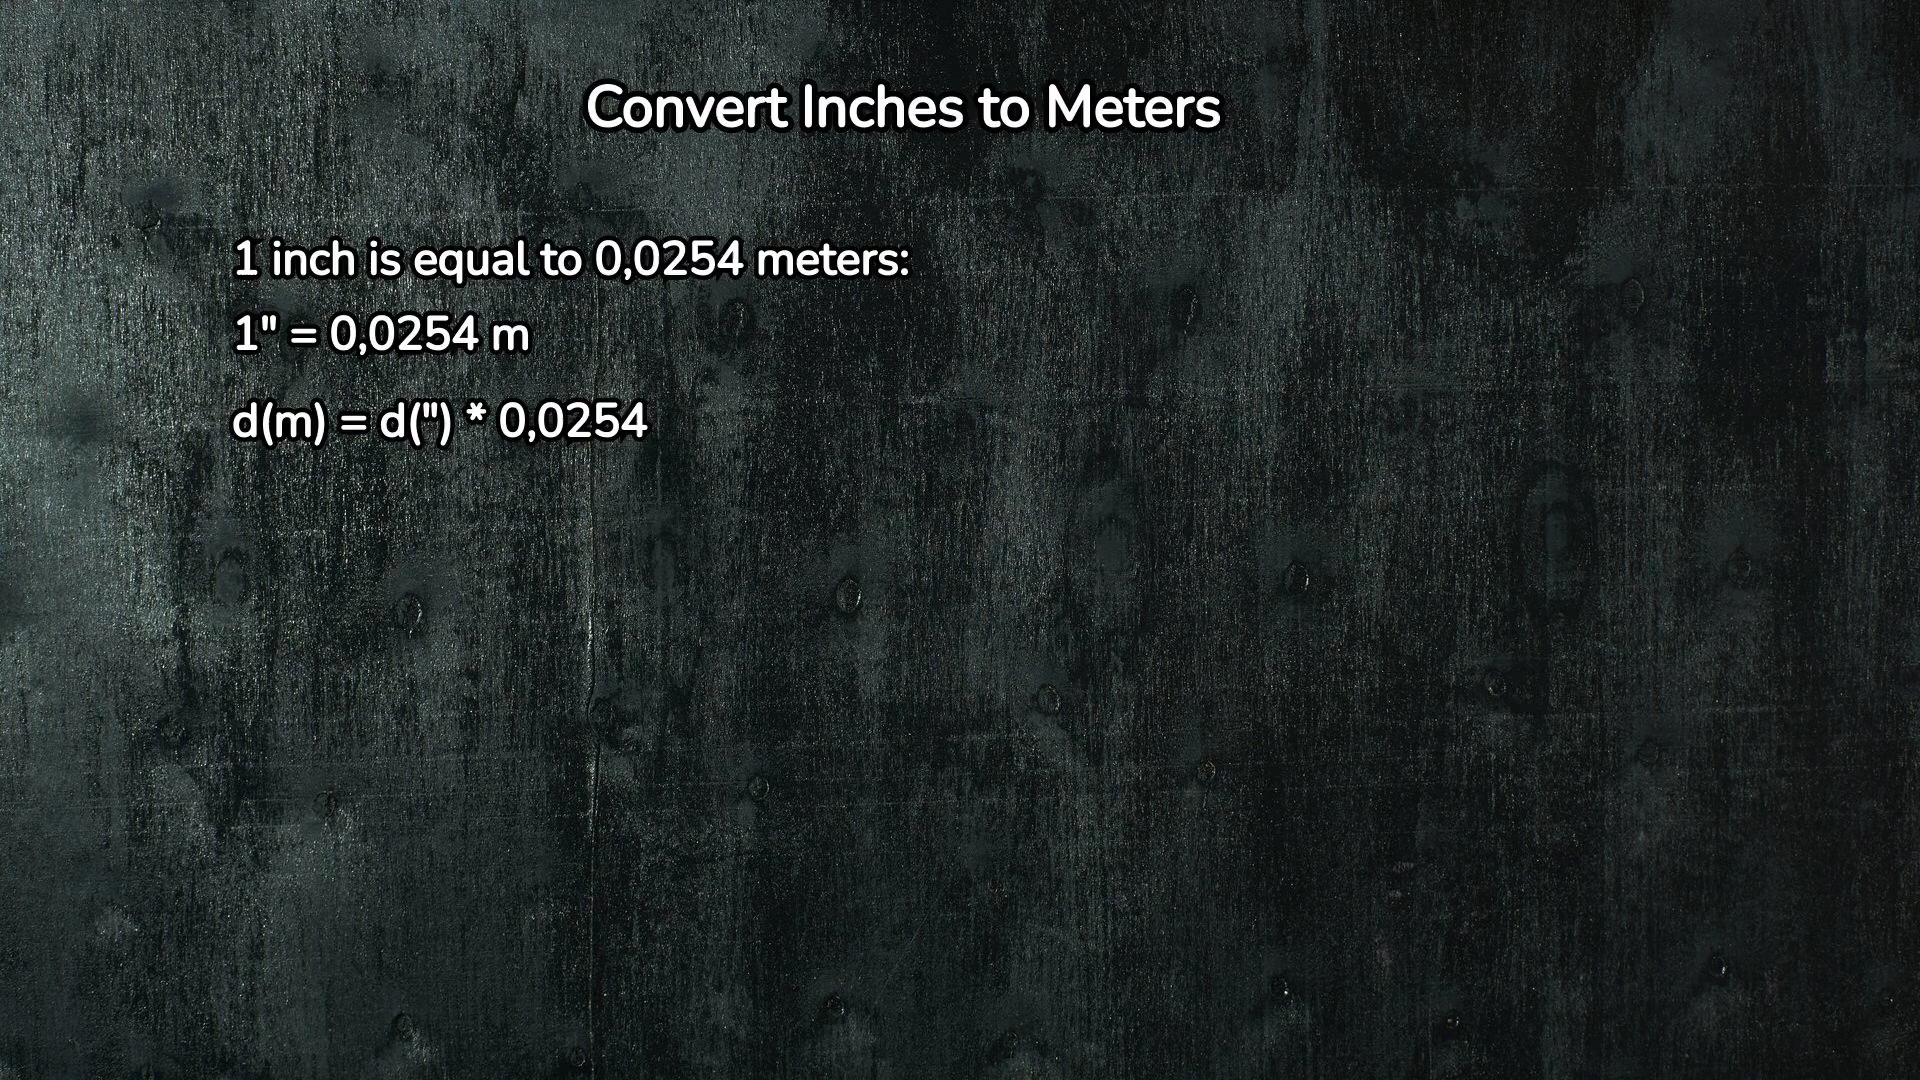 Convert Inches to Meters
1 inch is equal to 0,0254 meters:
1" = 0,0254 m
d(m) = d(") * 0,0254